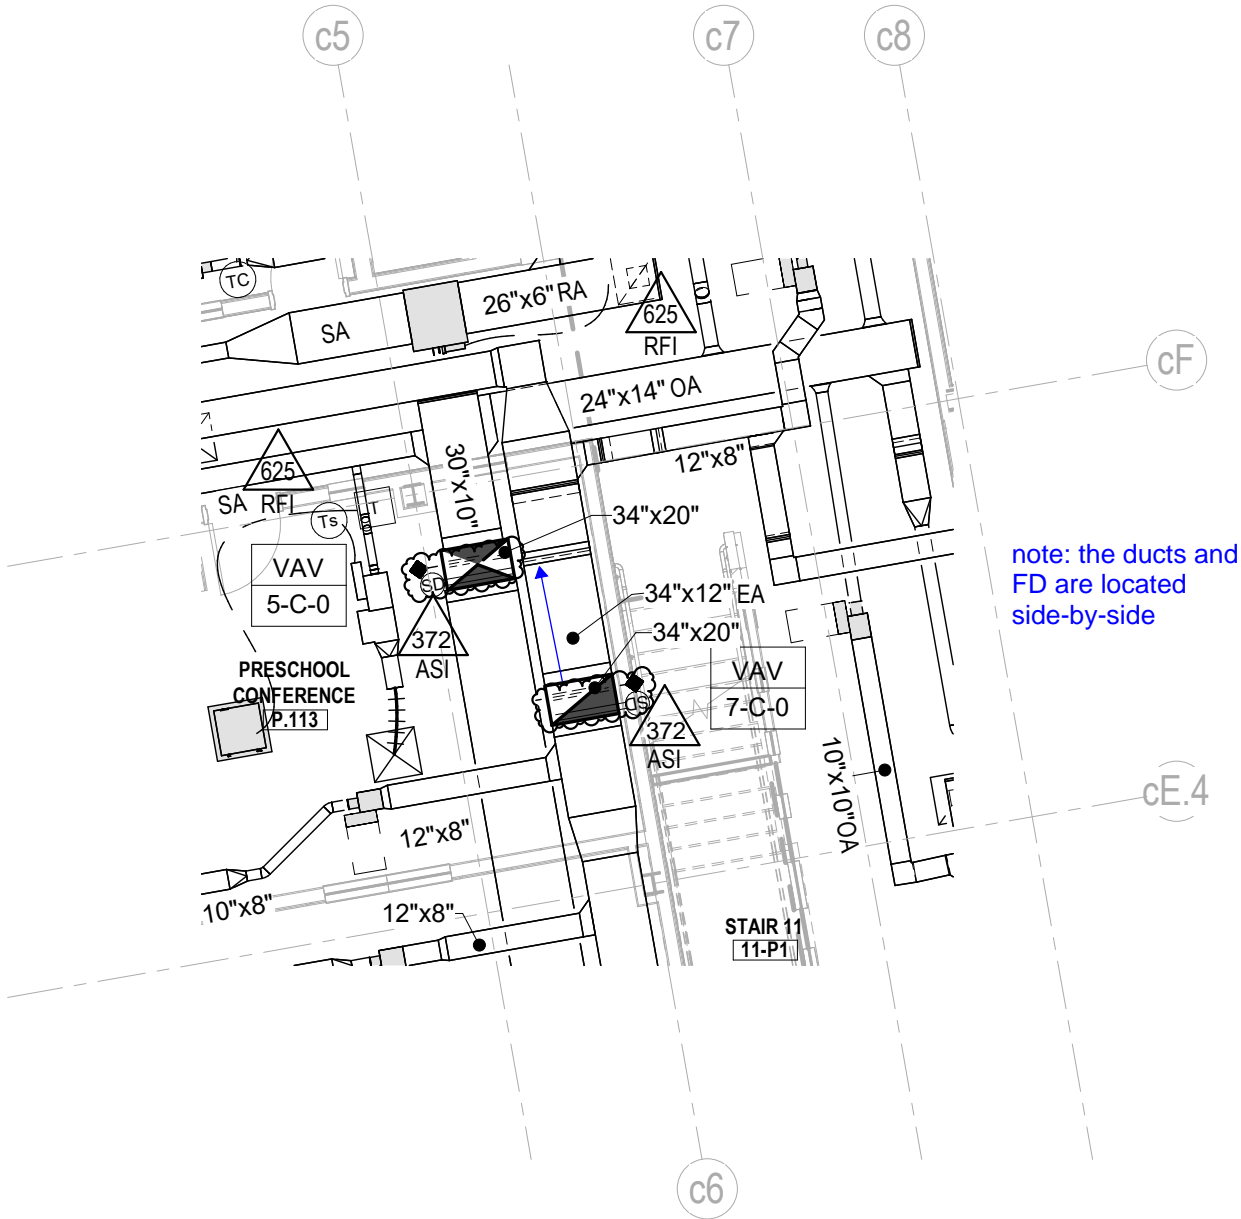 c5
c7
c8
TC
26"x6" RA
SA
625
RFI
cF
24"x14" OA
625
SA RFI
30"x10"
12"x8"
T
Ts
34"x20"
VAV
5-C-0
SD
note: the ducts and
FD are located
side-by-side
34"x12" EA
372
ASI
34"x20"
PRESCHOOL
CONFERENCE
P.113
VAV
7-C-0
SD
372
ASI
10"x10"OA
cE.4
12"x8"
10"x8"
12"x8"
STAIR 11
11-P1
c6